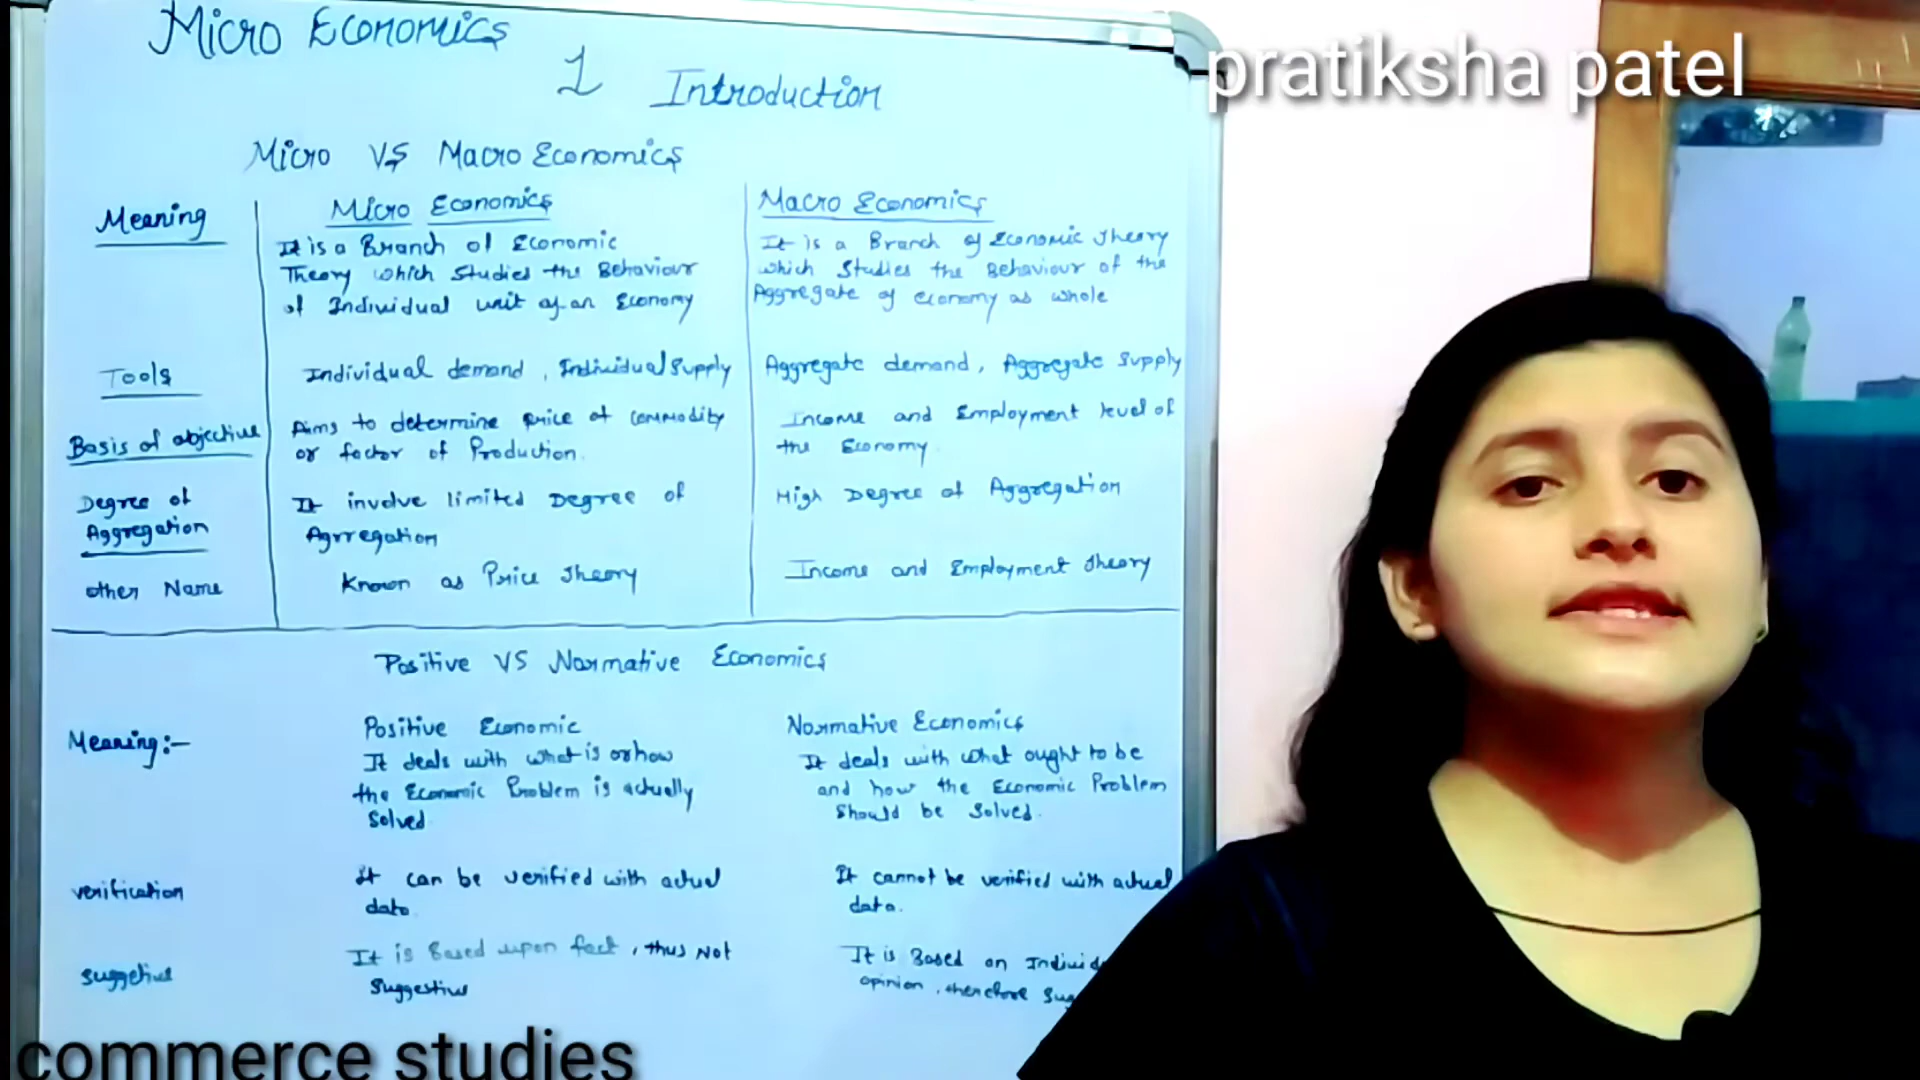 Micro Economics
1 Introduction
pratiksha patel
Micro VS Macro Economics
Meaning
Micro Economics
It is a Branch of Economic
Theory which studies the Behaviour
of Individual unit of an Economy
Macro Economics
It is a Branch of Economic Theory
which studies the Behaviour of the
Aggregate of economy as whole
Tools
Individual demand, Individual Supply
Aggregate demand, Aggregate Supply
Basis of objective
Aims to determine price of commodity
or factor of Production.
Income and Employment level of
the Economy.
Degree of
Aggregation
It involve limited Degree of
Agrregation
High Degree of Aggregation
other Name
Known as Price Theory
Income and Employment Theory
Positive VS Normative Economics
Meaning:-
Positive Economic
It deals with what is or how
the Economic Problem is actually
Solved.
Normative Economics
It deals with what ought to be
and how the Economic Problem
Should be Solved.
verification
It can be verified with actual
data.
It cannot be verified with actual
data.
suggetive
It is Based upon fact, thus Not
Suggestive
It is Based on
opinion, therefore
commerce studies